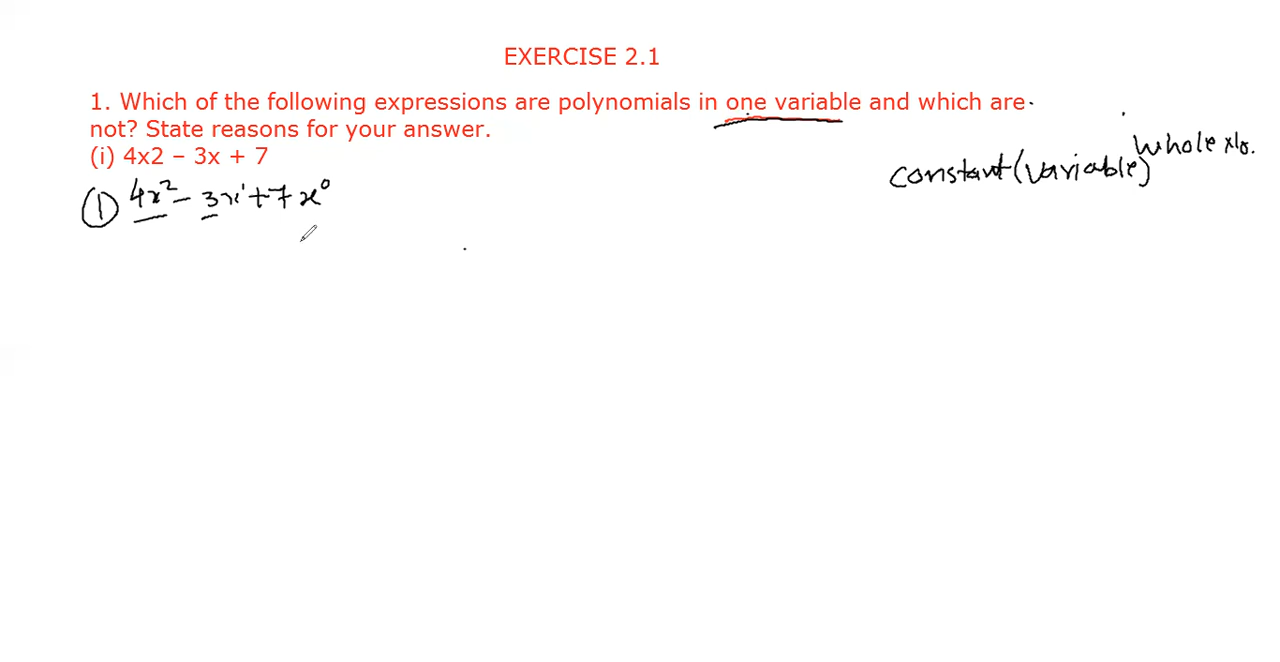 EXERCISE 2.1
1. Which of the following expressions are polynomials in one variable and which are
not? State reasons for your answer.
(i) 4x2 – 3x + 7
constant(variable)^whole no.
① 4x² – 3x¹ + 7x⁰